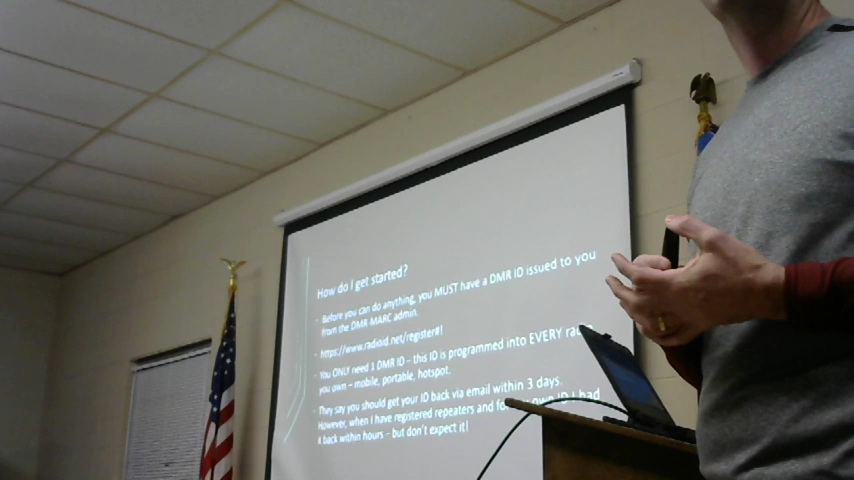 How do I get started?
Before you can do anything, you MUST have a DMR ID issued to you
from the DMR-MARC admin.
https://www.radioid.net/register#!
You ONLY need 1 DMR ID – this ID is programmed into EVERY
you own – mobile, portable, hotspot.
They say you should get your ID back via email within 3 days.
However, when I have registered repeaters and own ID I had
it back within hours – but don't expect it!